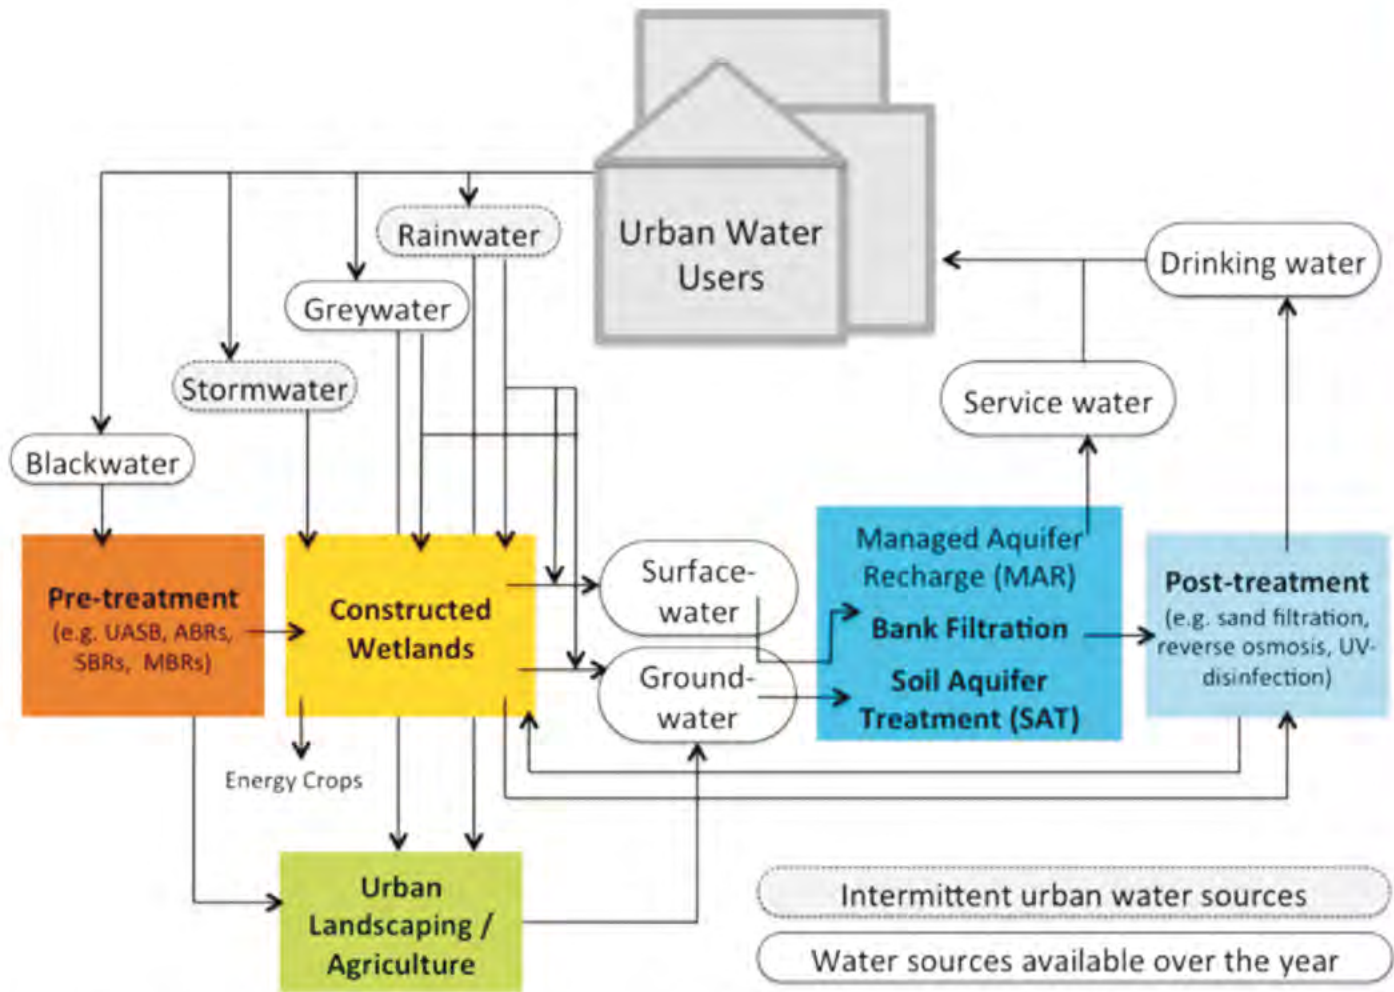 Urban Water
Users
Rainwater
Drinking water
Greywater
Stormwater
Service water
Blackwater
Pre-treatment
(e.g. UASB, ABRs,
SBRs, MBRs)
Constructed
Wetlands
Surface-
water
Ground-
water
Managed Aquifer
Recharge (MAR)
Bank Filtration
Soil Aquifer
Treatment (SAT)
Post-treatment
(e.g. sand filtration,
reverse osmosis, UV-
disinfection)
Energy Crops
Urban
Landscaping /
Agriculture
Intermittent urban water sources
Water sources available over the year